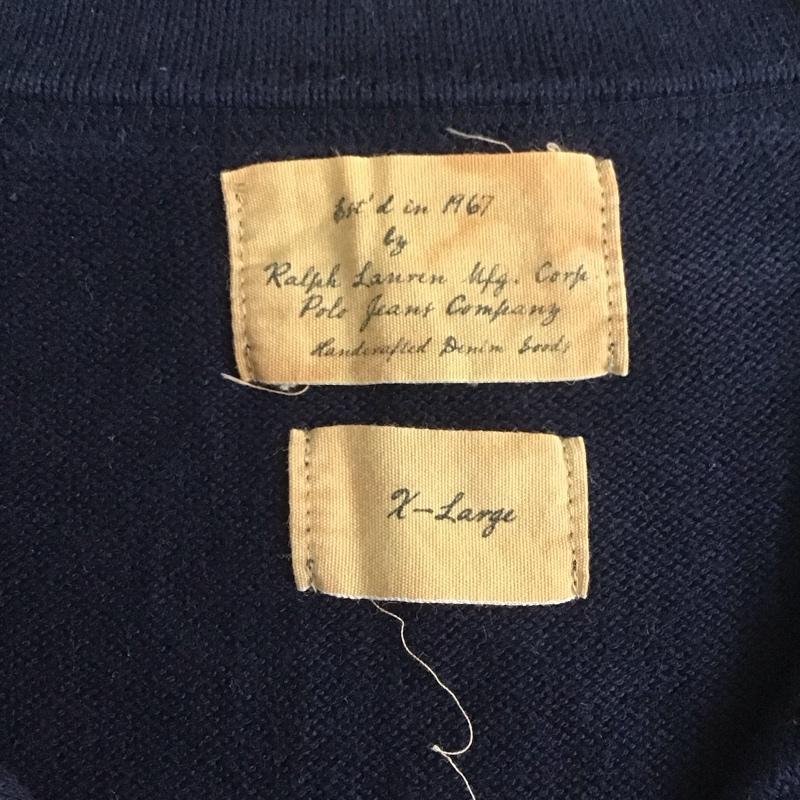 Est'd in 1967
by
Ralph Lauren Mfg. Corp.
Polo Jeans Company
Handcrafted Denim Goods
X-Large